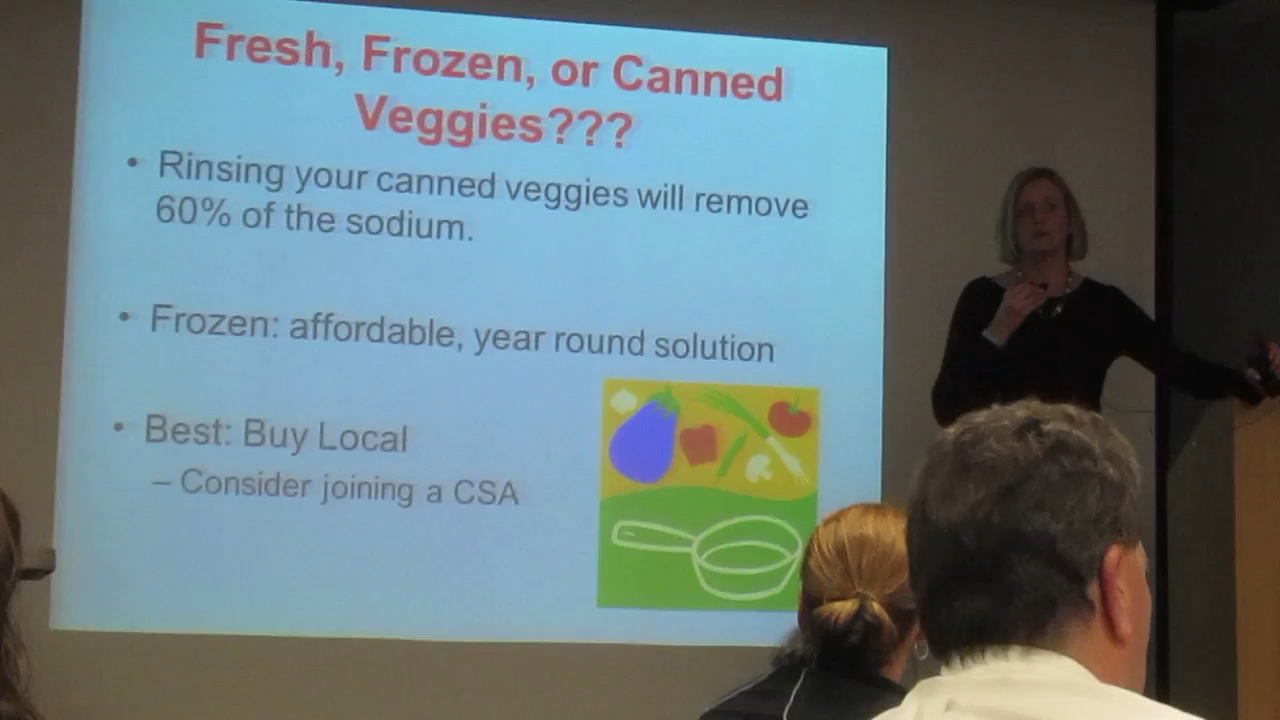 Fresh, Frozen, or Canned
Veggies???
• Rinsing your canned veggies will remove
60% of the sodium.
• Frozen: affordable, year round solution
• Best: Buy Local
– Consider joining a CSA